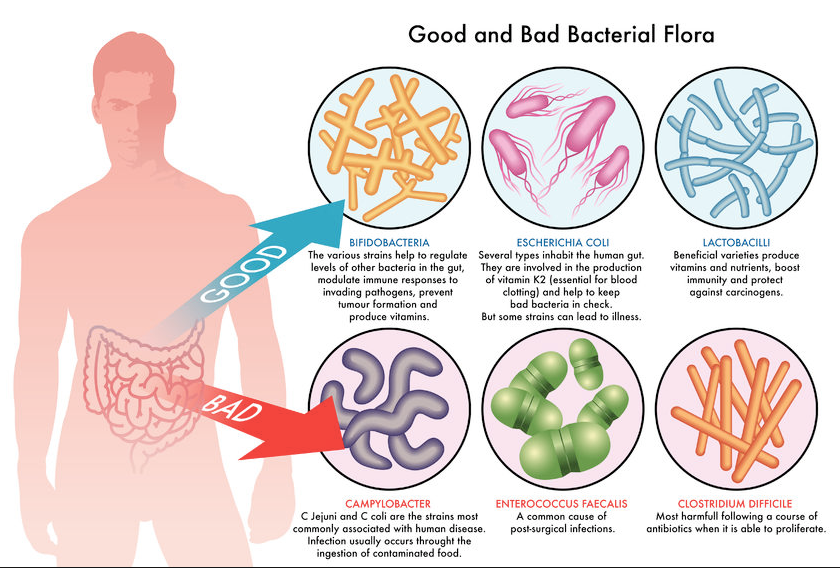 Good and Bad Bacterial Flora
GOOD
BIFIDOBACTERIA
The various strains help to regulate
levels of other bacteria in the gut,
modulate immune responses to
invading pathogens, prevent
tumour formation and
produce vitamins.
ESCHERICHIA COLI
Several types inhabit the human gut.
They are involved in the production
of vitamin K2 (essential for blood
clotting) and help to keep
bad bacteria in check.
But some strains can lead to illness.
LACTOBACILLI
Beneficial varieties produce
vitamins and nutrients, boost
immunity and protect
against carcinogens.
BAD
CAMPYLOBACTER
C Jejuni and C coli are the strains most
commonly associated with human disease.
Infection usually occurs throught the
ingestion of contaminated food.
ENTEROCOCCUS FAECALIS
A common cause of
post-surgical infections.
CLOSTRIDIUM DIFFICILE
Most harmfull following a course of
antibiotics when it is able to proliferate.